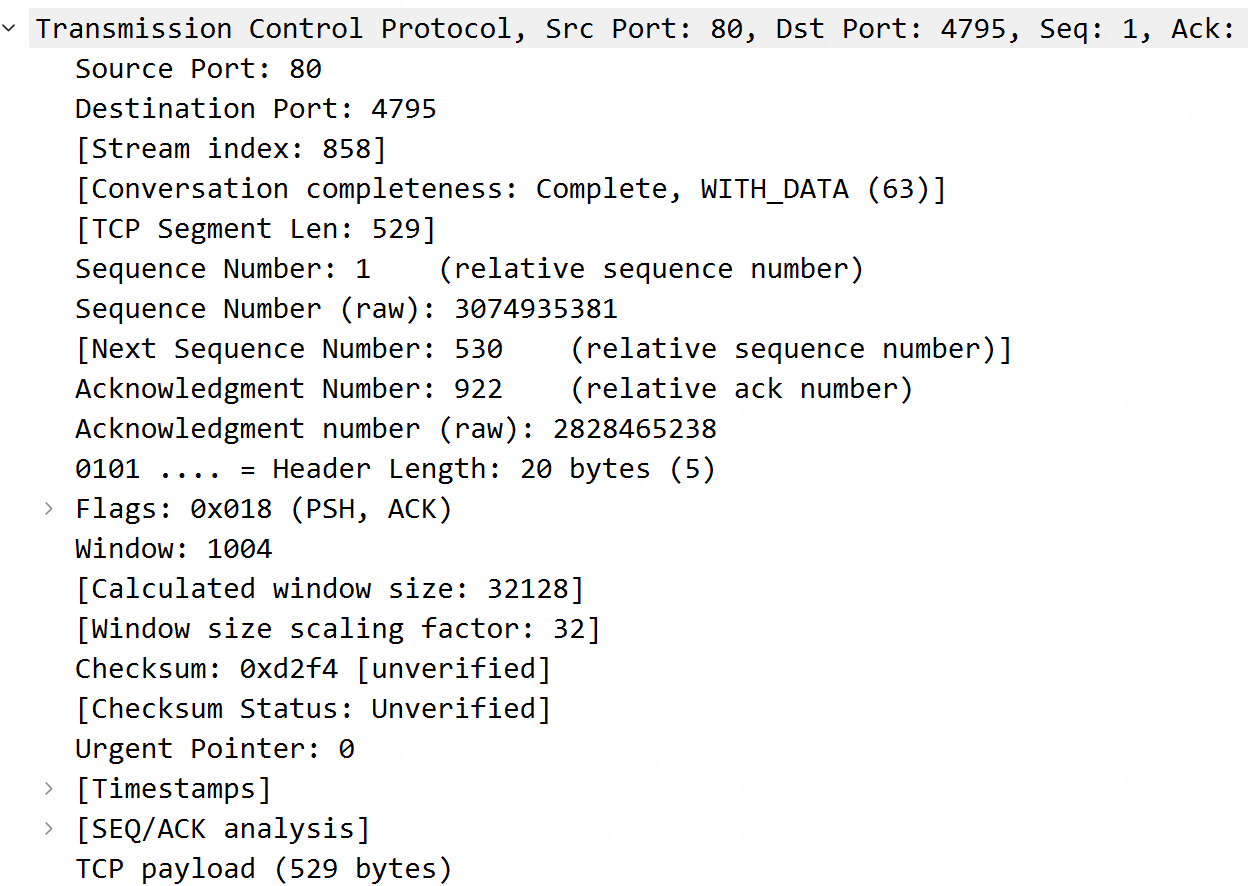 Transmission Control Protocol, Src Port: 80, Dst Port: 4795, Seq: 1, Ack:
Source Port: 80
Destination Port: 4795
[Stream index: 858]
[Conversation completeness: Complete, WITH_DATA (63)]
[TCP Segment Len: 529]
Sequence Number: 1    (relative sequence number)
Sequence Number (raw): 3074935381
[Next Sequence Number: 530    (relative sequence number)]
Acknowledgment Number: 922    (relative ack number)
Acknowledgment number (raw): 2828465238
0101 .... = Header Length: 20 bytes (5)
Flags: 0x018 (PSH, ACK)
Window: 1004
[Calculated window size: 32128]
[Window size scaling factor: 32]
Checksum: 0xd2f4 [unverified]
[Checksum Status: Unverified]
Urgent Pointer: 0
[Timestamps]
[SEQ/ACK analysis]
TCP payload (529 bytes)